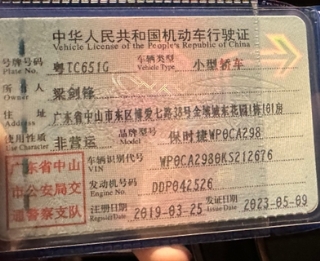 中华人民共和国机动车行驶证
Vehicle License of the People's Republic of China
号牌号码 粤TC651G 车辆类型 小型轿车
Plate No. Vehicle Type
所有人 梁剑锋
Owner
住址 广东省中山市东区博爱七路38号金域城东花园1栋101房
Address
使用性质 非营运 品牌型号 保时捷WP0CA298
Use Character Model
广东省中山
市公安局交
通警察支队
车辆识别代号 WP0CA2980KS212676
VIN
发动机号码 DDP042526
Engine No.
注册日期 2019-03-25 发证日期 2023-05-09
Register Date Issue Date